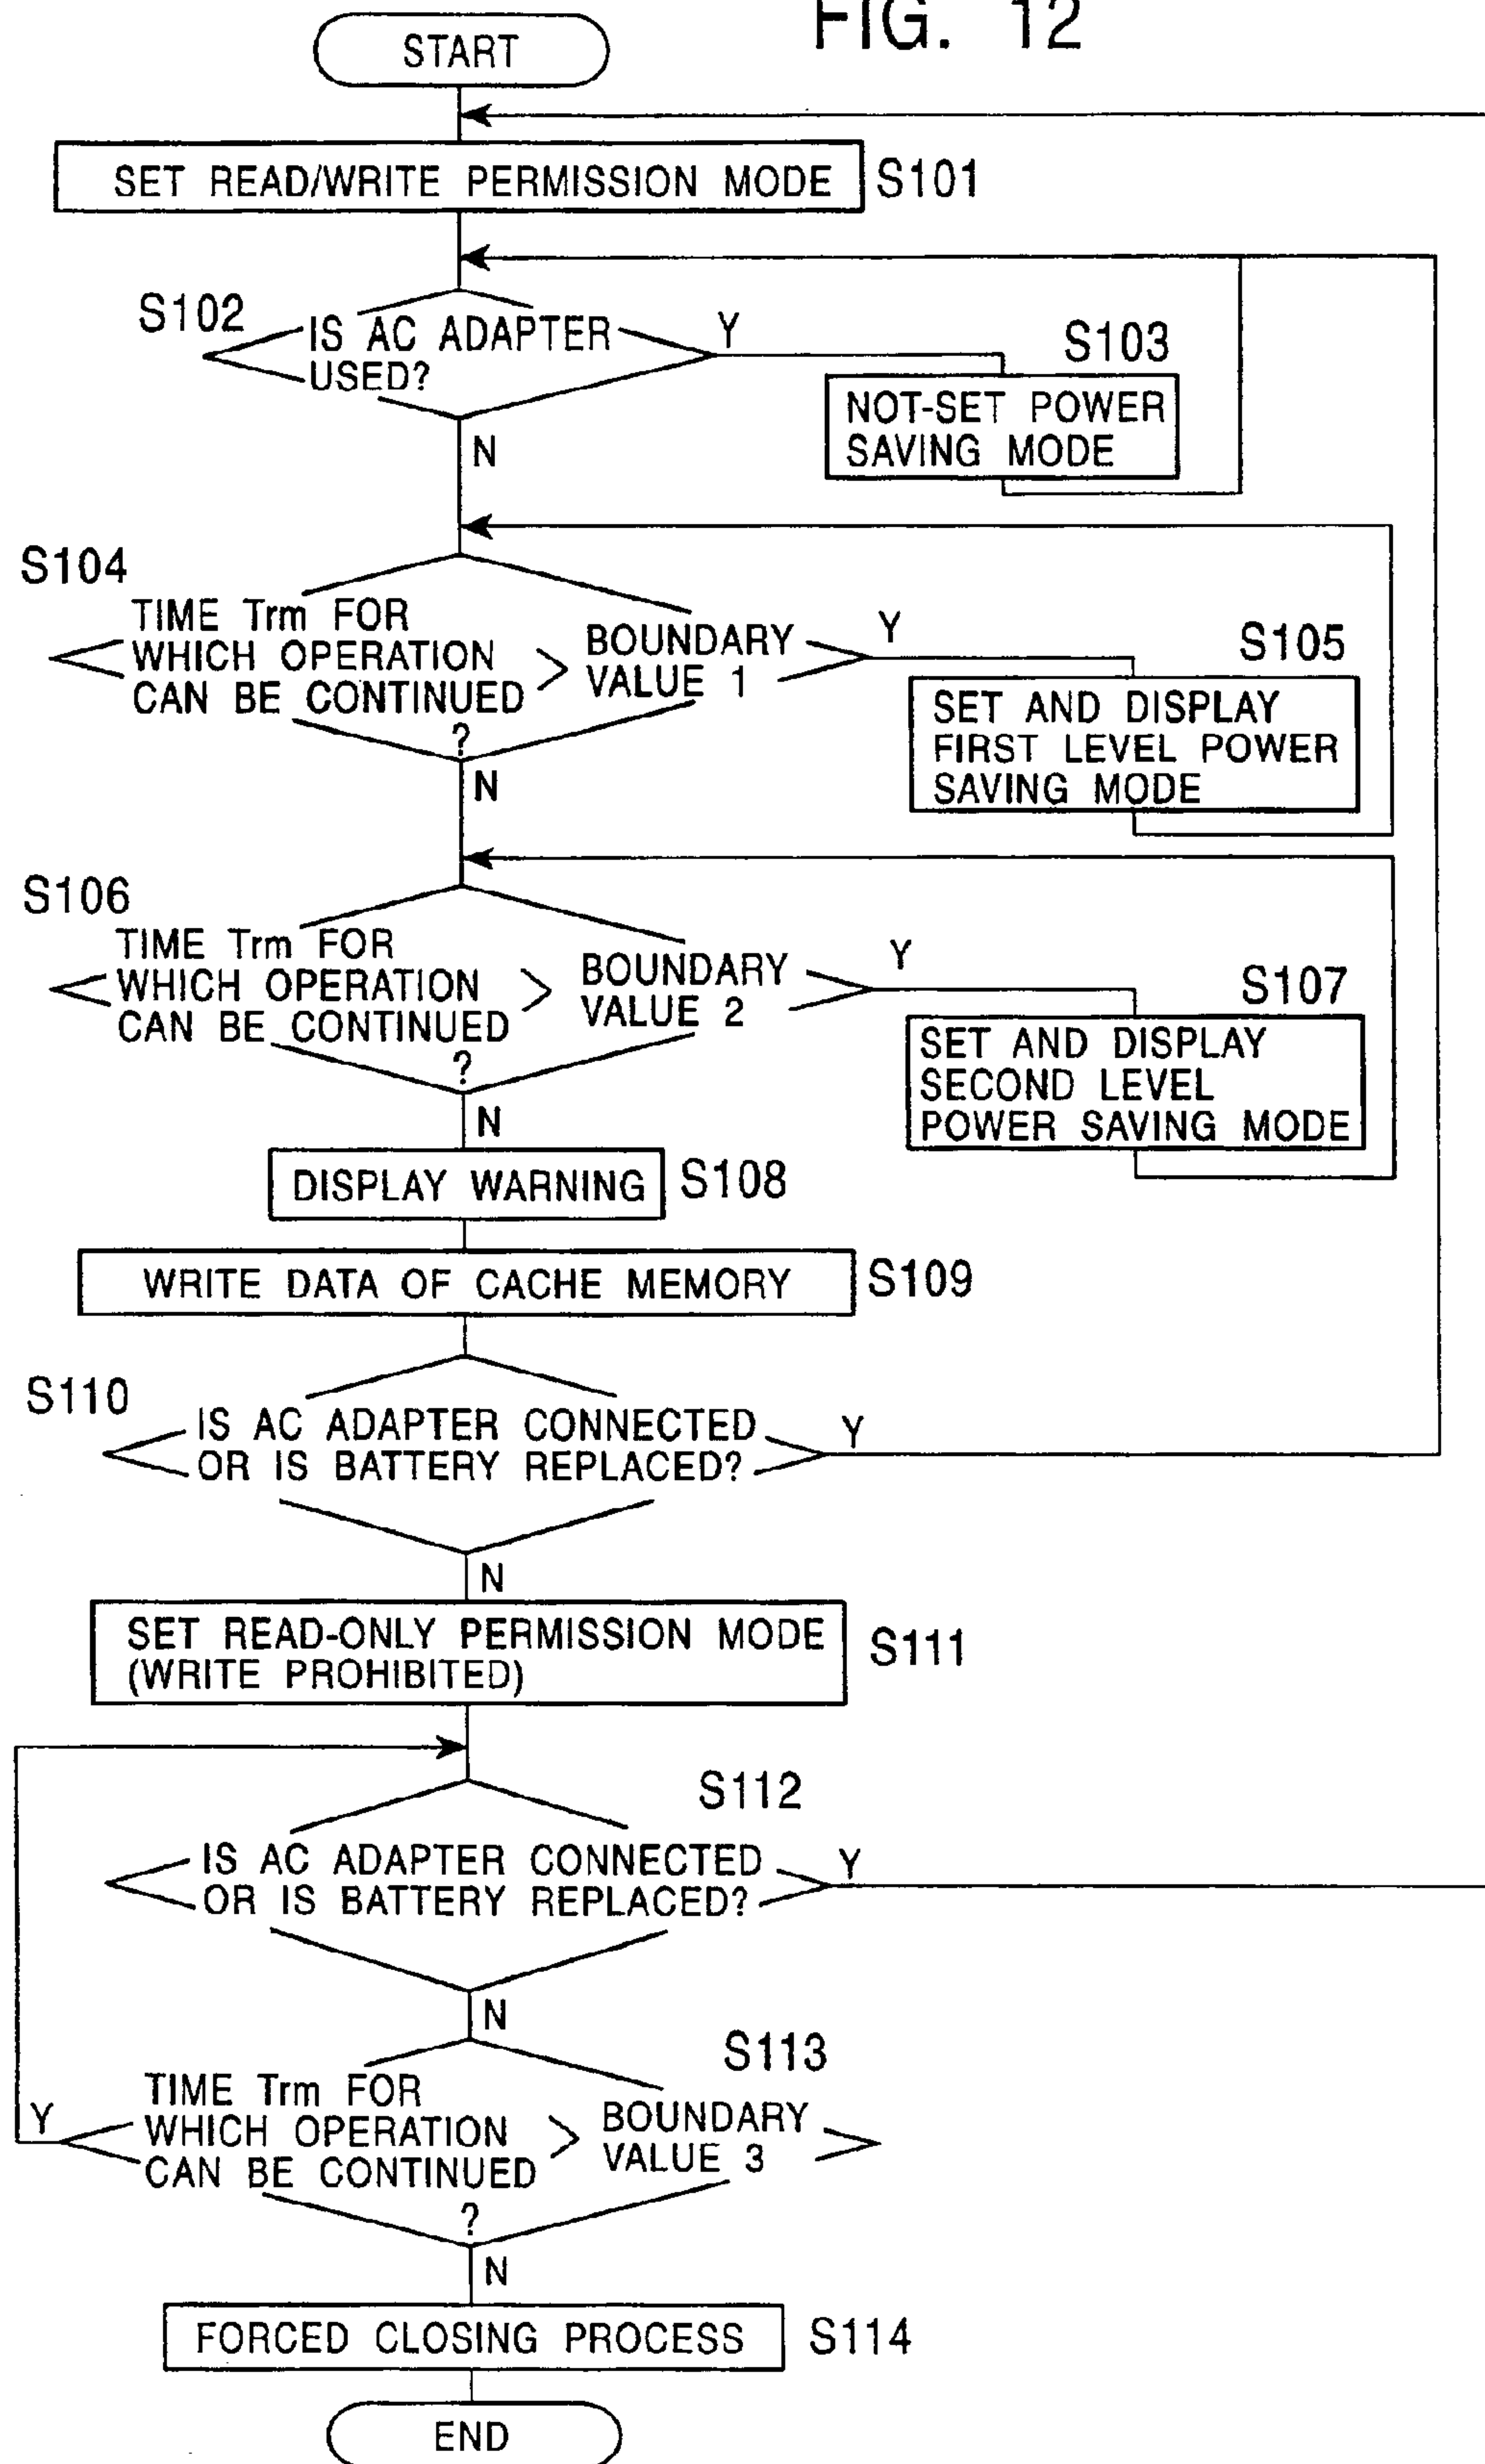 FIG. 12
START
SET READ/WRITE PERMISSION MODE
S101
S102
IS AC ADAPTER
USED?
Y
N
S103
NOT-SET POWER
SAVING MODE
S104
TIME Trm FOR
WHICH OPERATION
CAN BE CONTINUED
>
BOUNDARY
VALUE 1
?
Y
N
S105
SET AND DISPLAY
FIRST LEVEL POWER
SAVING MODE
S106
TIME Trm FOR
WHICH OPERATION
CAN BE CONTINUED
>
BOUNDARY
VALUE 2
?
Y
N
S107
SET AND DISPLAY
SECOND LEVEL
POWER SAVING MODE
DISPLAY WARNING
S108
WRITE DATA OF CACHE MEMORY
S109
S110
IS AC ADAPTER CONNECTED
OR IS BATTERY REPLACED?
Y
N
SET READ-ONLY PERMISSION MODE
(WRITE PROHIBITED)
S111
S112
IS AC ADAPTER CONNECTED
OR IS BATTERY REPLACED?
Y
N
S113
Y
TIME Trm FOR
WHICH OPERATION
CAN BE CONTINUED
>
BOUNDARY
VALUE 3
?
N
FORCED CLOSING PROCESS
S114
END